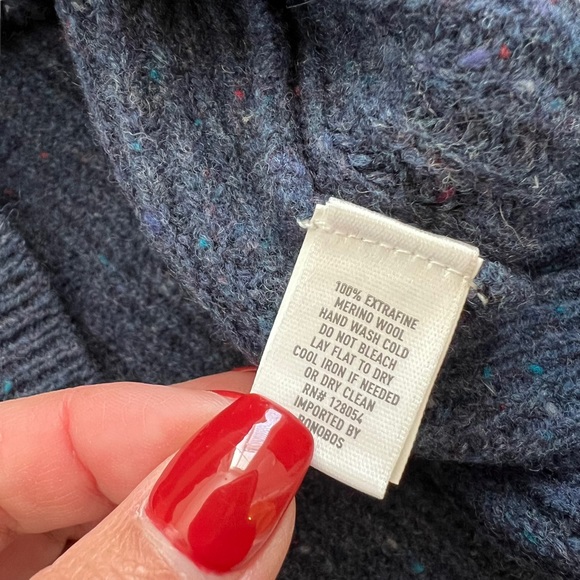 100% EXTRAFINE
MERINO WOOL
HAND WASH COLD
DO NOT BLEACH
LAY FLAT TO DRY
COOL IRON IF NEEDED
OR DRY CLEAN
RN# 128054
IMPORTED BY
BONOBOS